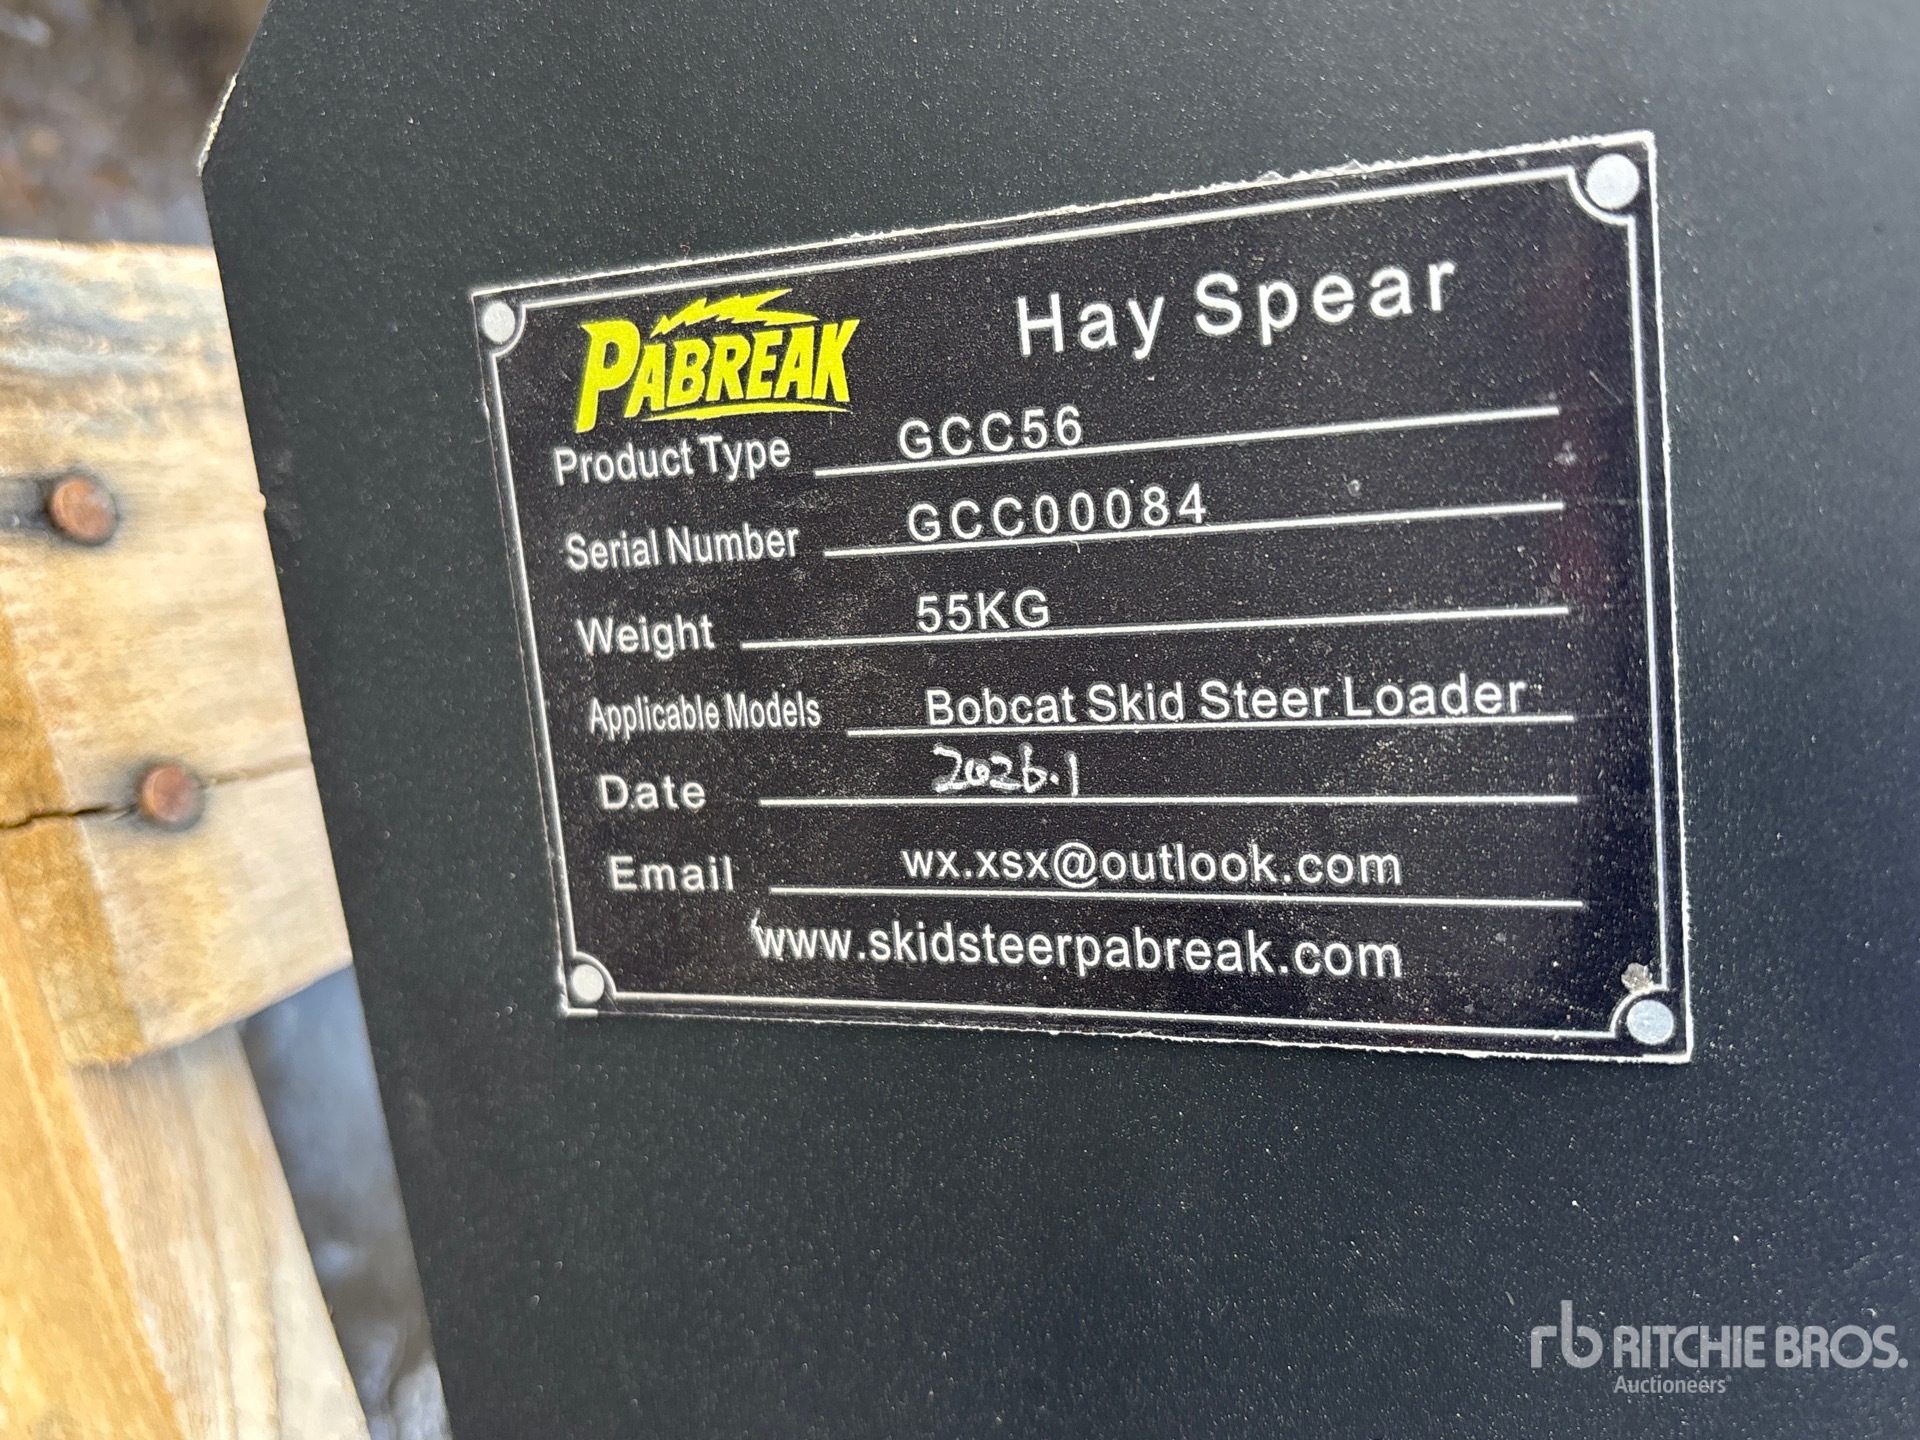 PABREAK Hay Spear
Product Type GCC56
Serial Number GCC00084
Weight 55KG
Applicable Models Bobcat Skid Steer Loader
Date 2026.1
Email wx.xsx@outlook.com
www.skidsteerpabreak.com
rb RITCHIE BROS.
Auctioneers